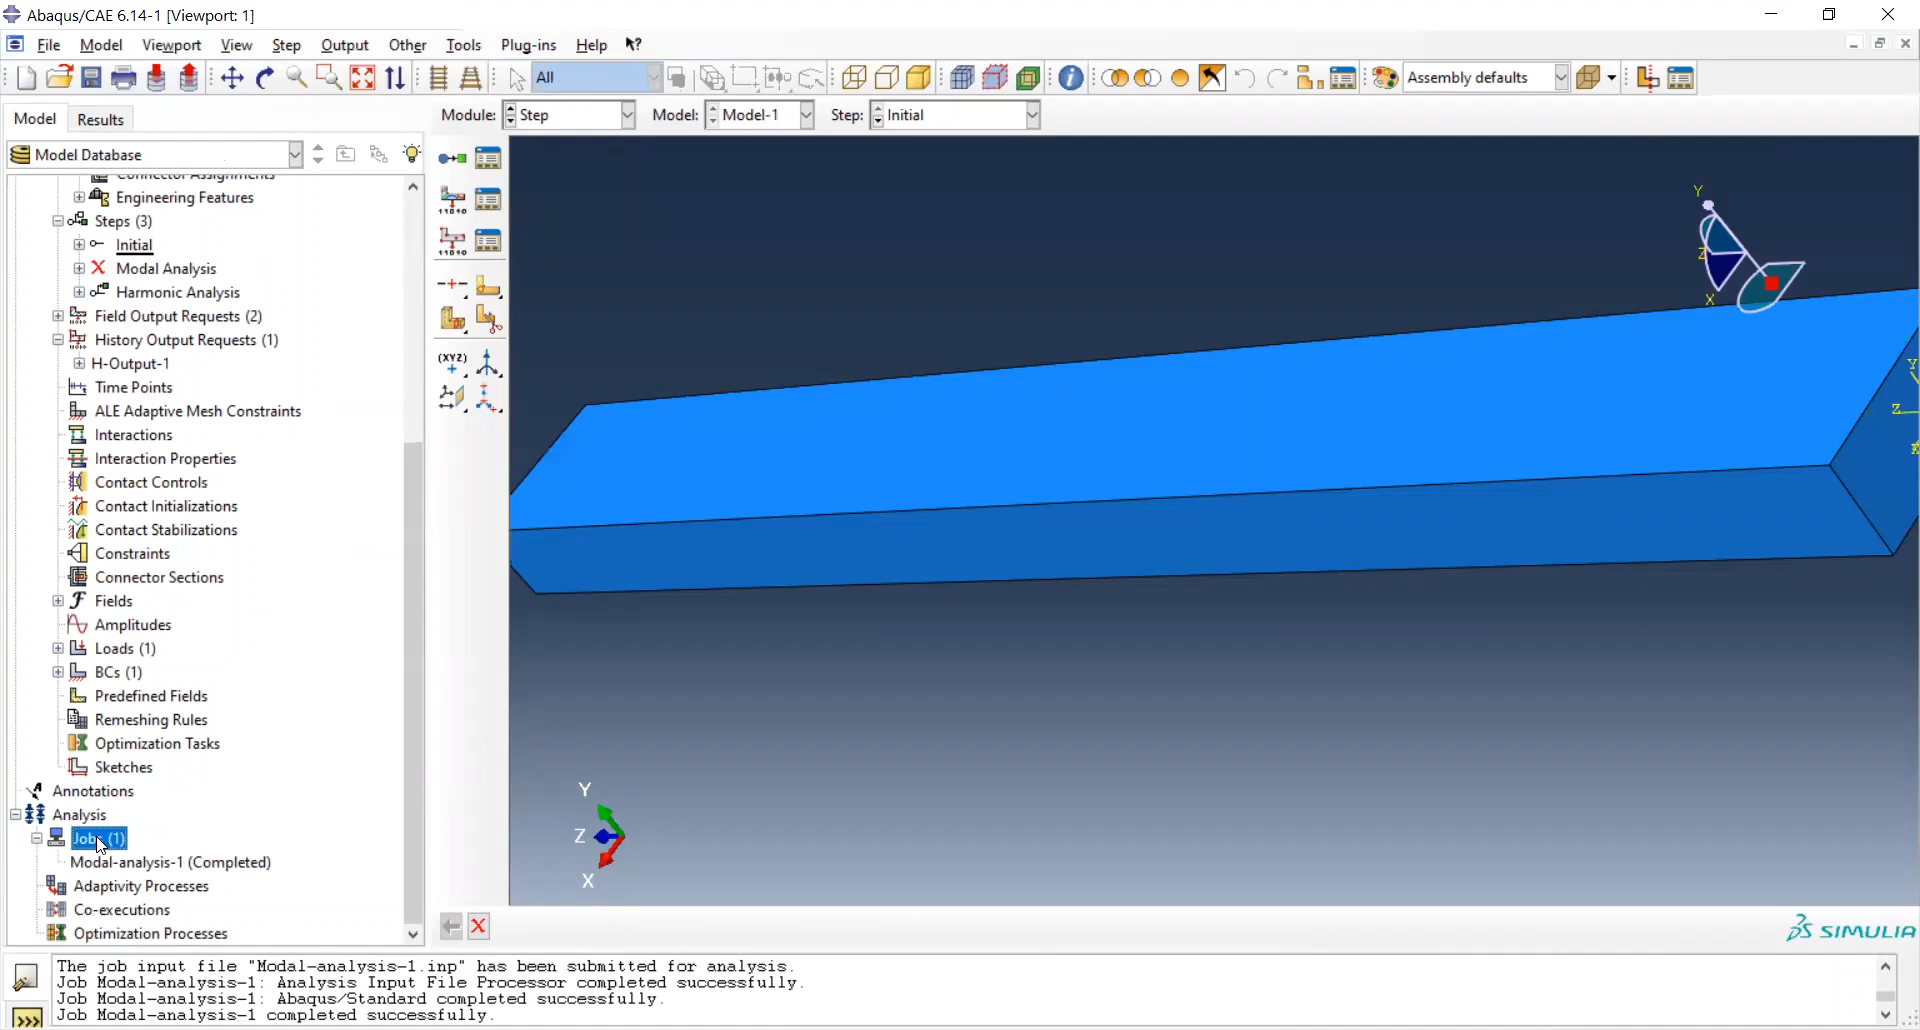 Abaqus/CAE 6.14-1 [Viewport: 1]
File Model Viewport View Step Output Other Tools Plug-ins Help ?
All
Assembly defaults
Model Results
Module: Step Model: Model-1 Step: Initial
Model Database
Connector Assignments
Engineering Features
Steps (3)
Initial
Modal Analysis
Harmonic Analysis
Field Output Requests (2)
History Output Requests (1)
H-Output-1
Time Points
ALE Adaptive Mesh Constraints
Interactions
Interaction Properties
Contact Controls
Contact Initializations
Contact Stabilizations
Constraints
Connector Sections
Fields
Amplitudes
Loads (1)
BCs (1)
Predefined Fields
Remeshing Rules
Optimization Tasks
Sketches
Annotations
Analysis
Jobs (1)
Modal-analysis-1 (Completed)
Adaptivity Processes
Co-executions
Optimization Processes
11010
11010
(XYZ)
Y
Z
X
Y
Z
X
Y
Z
SIMULIA
The job input file "Modal-analysis-1.inp" has been submitted for analysis.
Job Modal-analysis-1: Analysis Input File Processor completed successfully.
Job Modal-analysis-1: Abaqus/Standard completed successfully.
Job Modal-analysis-1 completed successfully.
>>>